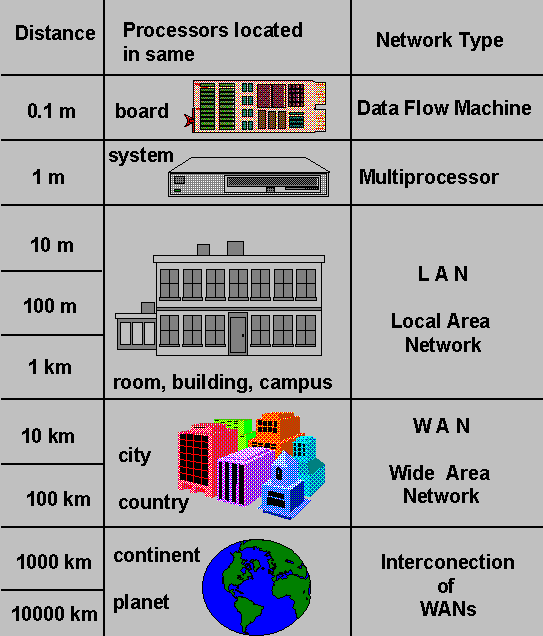 Distance
Processors located
in same
Network Type
0.1 m
board
Data Flow Machine
1 m
system
Multiprocessor
10 m
100 m
1 km
room, building, campus
L A N
Local Area
Network
10 km
100 km
city
country
W A N
Wide Area
Network
1000 km
10000 km
continent
planet
Interconection
of
WANs